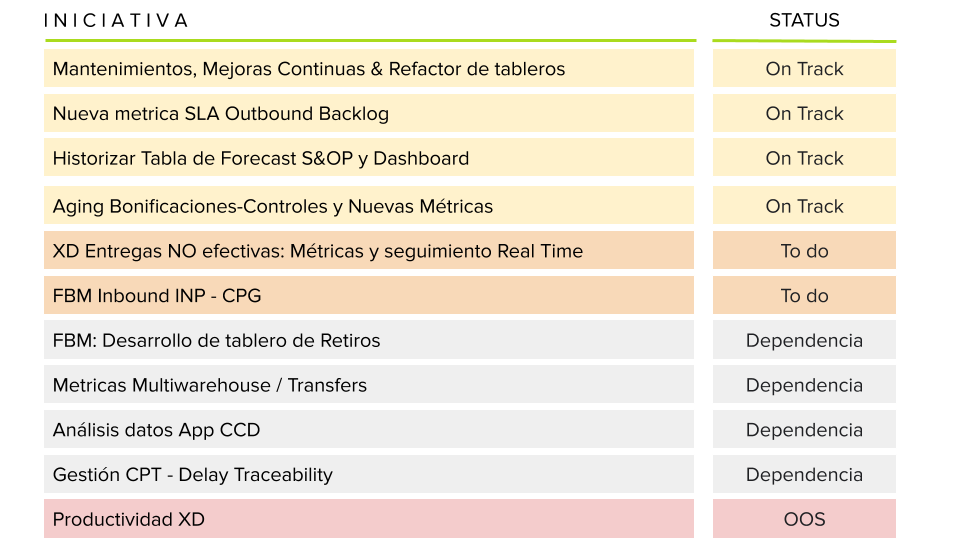 INICIATIVA STATUS
Mantenimientos, Mejoras Continuas & Refactor de tableros On Track
Nueva metrica SLA Outbound Backlog On Track
Historizar Tabla de Forecast S&OP y Dashboard On Track
Aging Bonificaciones-Controles y Nuevas Métricas On Track
XD Entregas NO efectivas: Métricas y seguimiento Real Time To do
FBM Inbound INP - CPG To do
FBM: Desarrollo de tablero de Retiros Dependencia
Metricas Multiwarehouse / Transfers Dependencia
Análisis datos App CCD Dependencia
Gestión CPT - Delay Traceability Dependencia
Productividad XD OOS